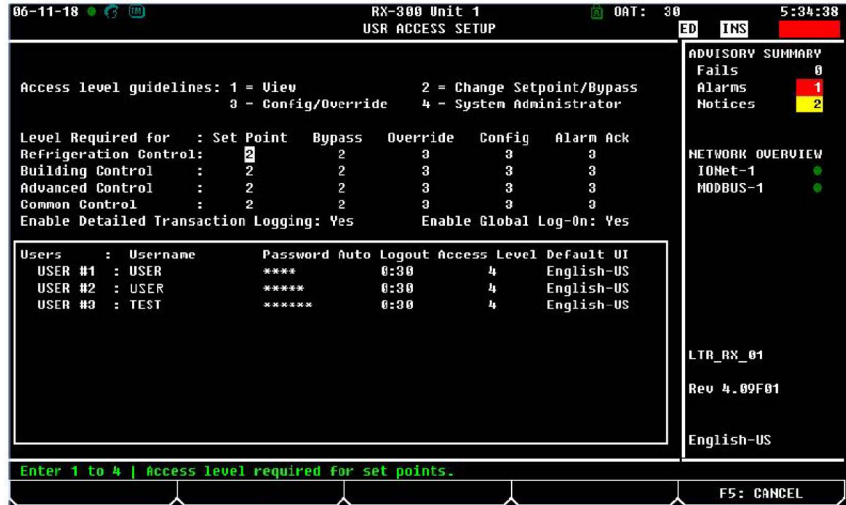 06-11-18 RX-300 Unit 1 OAT: 30 5:34:38
USR ACCESS SETUP ED INS
ADVISORY SUMMARY
Fails 0
Access level guidelines: 1 = View 2 = Change Setpoint/Bypass Alarms 1
3 - Config/Override 4 - System Administrator Notices 2
Level Required for : Set Point Bypass Override Config Alarm Ack
Refrigeration Control: 2 2 3 3 3 NETWORK OVERVIEW
Building Control : 2 2 3 3 3 IONet-1
Advanced Control : 2 2 3 3 3 MODBUS-1
Common Control : 2 2 3 3 3
Enable Detailed Transaction Logging: Yes Enable Global Log-On: Yes
Users : Username Password Auto Logout Access Level Default UI
USER #1 : USER **** 0:30 4 English-US
USER #2 : USER ***** 0:30 4 English-US
USER #3 : TEST ****** 0:30 4 English-US
LTR_RX_01
Rev 4.09F01
English-US
Enter 1 to 4 | Access level required for set points.
F5: CANCEL